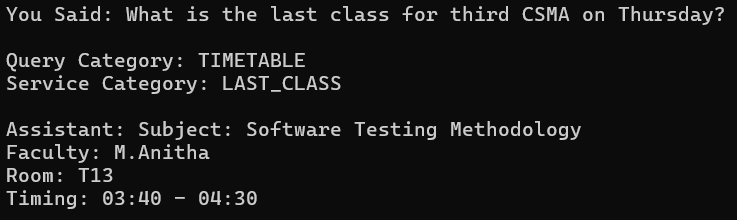 You Said: What is the last class for third CSMA on Thursday?
Query Category: TIMETABLE
Service Category: LAST_CLASS
Assistant: Subject: Software Testing Methodology
Faculty: M.Anitha
Room: T13
Timing: 03:40 - 04:30